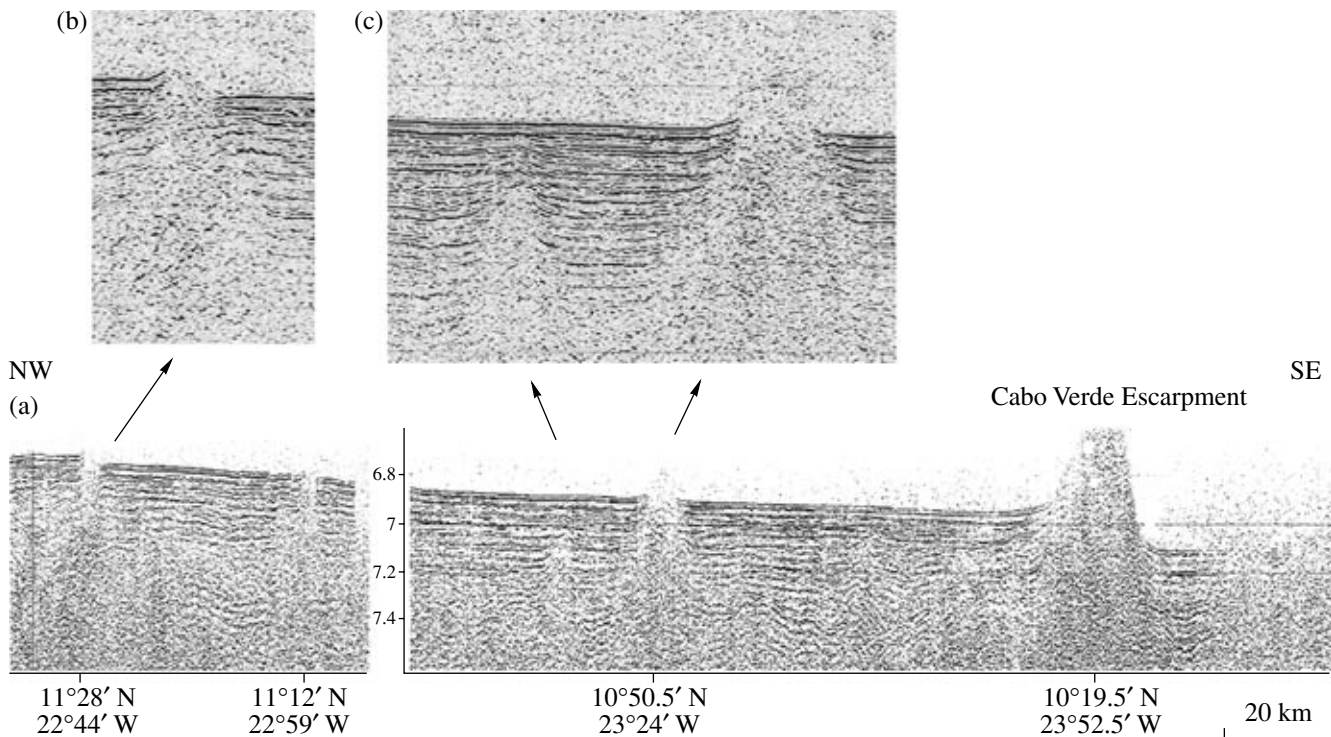 (b)
(c)
NW
SE
(a)
Cabo Verde Escarpment
6.8
7
7.2
7.4
11°28′ N
22°44′ W
11°12′ N
22°59′ W
10°50.5′ N
23°24′ W
10°19.5′ N
23°52.5′ W
20 km